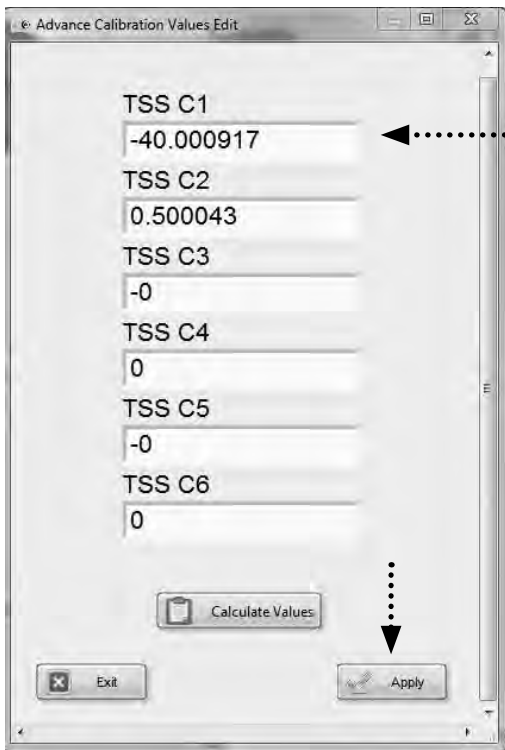 Advance Calibration Values Edit
TSS C1
-40.000917
TSS C2
0.500043
TSS C3
-0
TSS C4
0
TSS C5
-0
TSS C6
0
Calculate Values
Exit
Apply